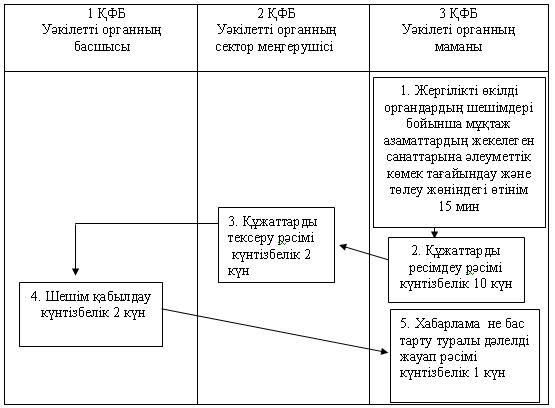 1 ҚФБ
Уәкілетті органның
басшысы
2 ҚФБ
Уәкілетті органның
сектор меңгерушісі
3 ҚФБ
Уәкілетті органның
маманы
1. Жергілікті өкілді
органдардың шешімдері
бойынша мұқтаж
азаматтардың жекелеген
санаттарына әлеуметтік
көмек тағайындау және
төлеу жөніндегі өтінім
15 мин
2. Құжаттарды
ресімдеу рәсімі
күнтізбелік 10 күн
3. Құжаттарды
тексеру рәсімі
күнтізбелік 2
күн
4. Шешім қабылдау
күнтізбелік 2 күн
5. Хабарлама не бас
тарту туралы дәлелді
жауап рәсімі
күнтізбелік 1 күн